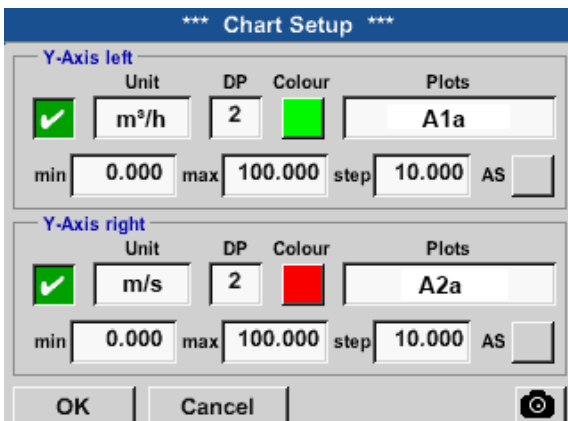 *** Chart Setup ***
Y-Axis left
Unit DP Colour Plots
m³/h 2 A1a
min 0.000 max 100.000 step 10.000 AS
Y-Axis right
Unit DP Colour Plots
m/s 2 A2a
min 0.000 max 100.000 step 10.000 AS
OK Cancel